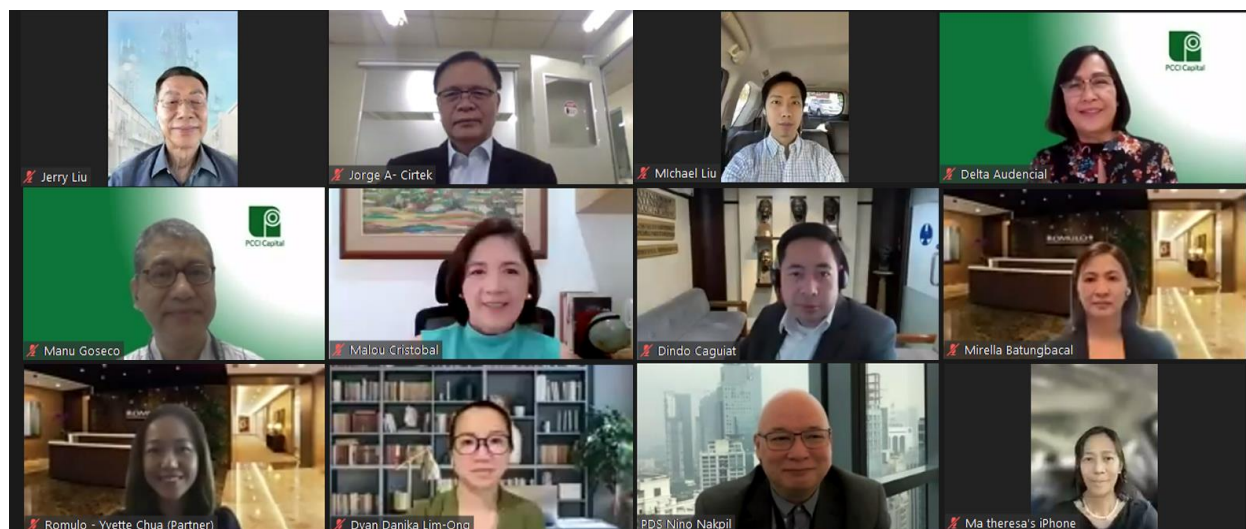 PCCI Capital
Jerry Liu
Jorge A- Cirtek
MIchael Liu
Delta Audencial
PCCI Capital
ROMULO
Manu Goseco
Malou Cristobal
Dindo Caguiat
Mirella Batungbacal
ROMULO
Romulo - Yvette Chua (Partner)
Dyan Danika Lim-Ong
PDS Nino Nakpil
Ma theresa's iPhone